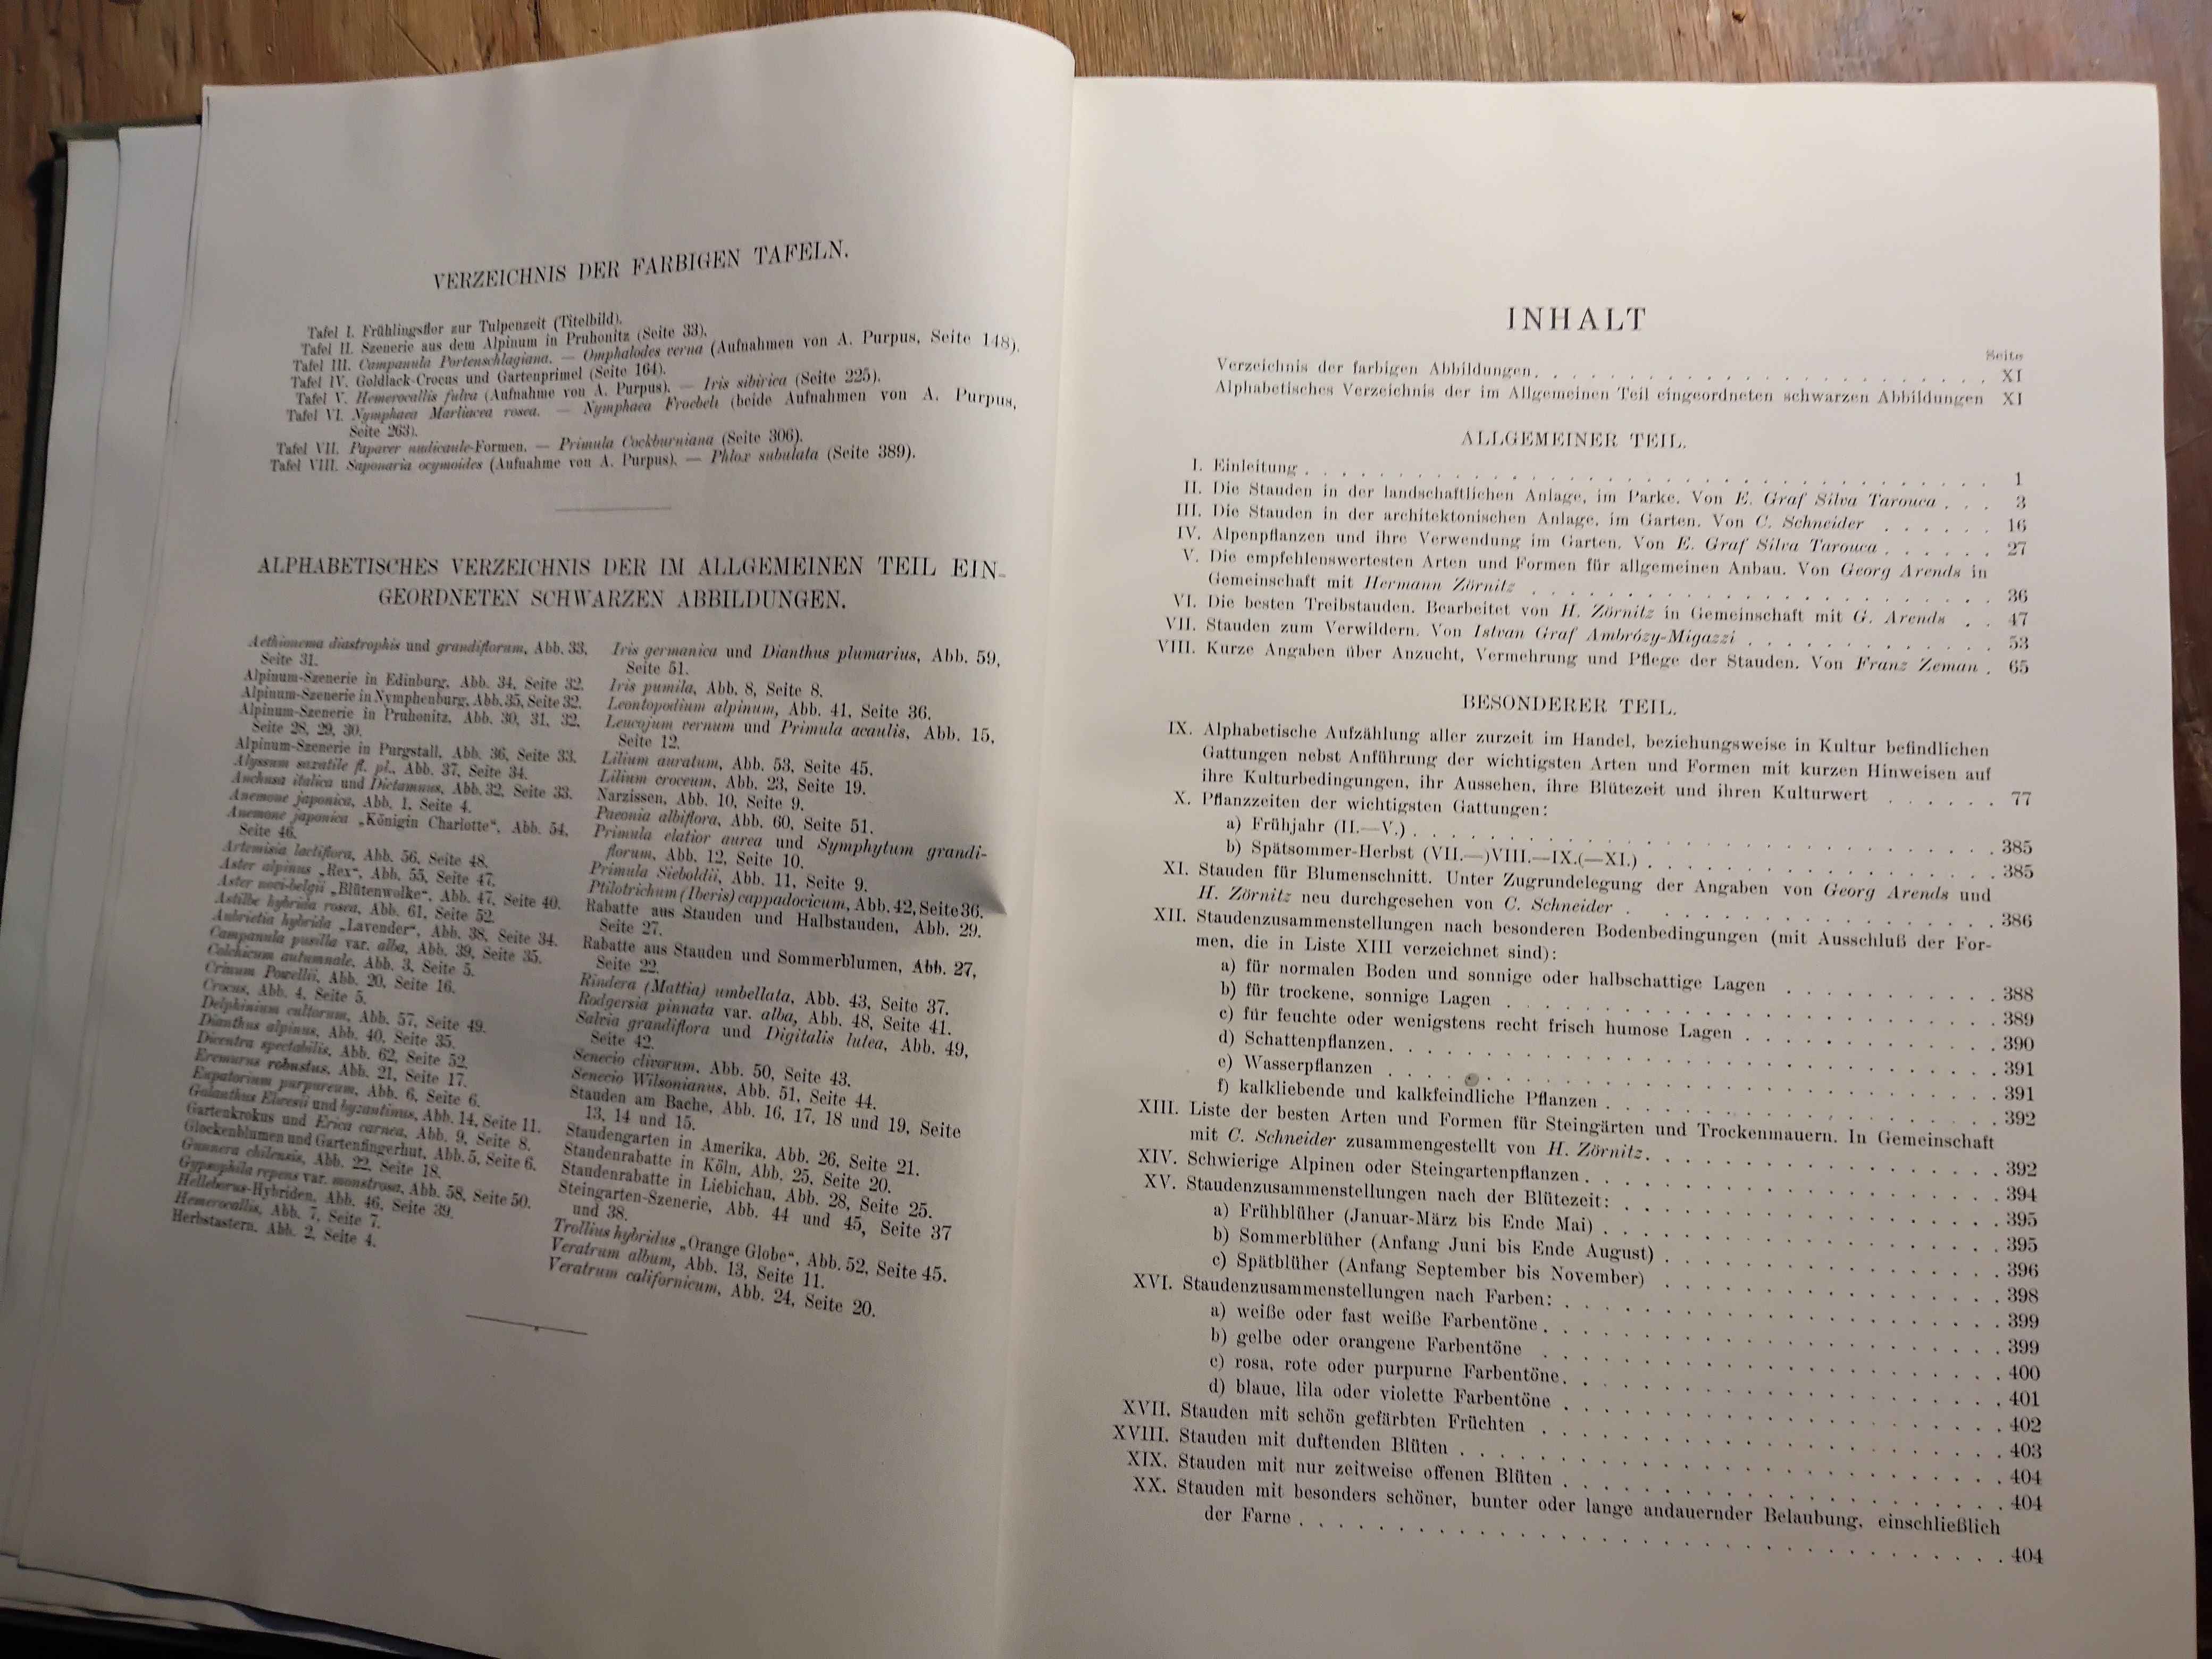 VERZEICHNIS DER FARBIGEN TAFELN.
Tafel I. Frühlingsflor zur Tulpenzeit (Titelbild).
Tafel II. Szenerie aus dem Alpinum in Pruhonitz (Seite 33).
Tafel III. Campanula Portenschlagiana. — Omphalodes verna (Aufnahmen von A. Purpus, Seite 148).
Tafel IV. Goldlack-Crocus und Gartenprimel (Seite 164).
Tafel V. Hemerocallis fulva (Aufnahme von A. Purpus). — Iris sibirica (Seite 225).
Tafel VI. Nymphaea Marliacea rosea. — Nymphaea Froebeli (beide Aufnahmen von A. Purpus,
Seite 263).
Tafel VII. Papaver nudicaule-Formen. — Primula Cockburniana (Seite 306).
Tafel VIII. Saponaria ocymoides (Aufnahme von A. Purpus). — Phlox subulata (Seite 389).
ALPHABETISCHES VERZEICHNIS DER IM ALLGEMEINEN TEIL EIN-
GEORDNETEN SCHWARZEN ABBILDUNGEN.
Aethionema diastrophis und grandiflorum, Abb. 33,
Seite 31.
Alpinum-Szenerie in Edinburg, Abb. 34, Seite 32.
Alpinum-Szenerie in Nymphenburg, Abb. 35, Seite 32.
Alpinum-Szenerie in Pruhonitz, Abb. 30, 31, 32,
Seite 28, 29, 30.
Alpinum-Szenerie in Purgstall, Abb. 36, Seite 33.
Alyssum saxatile fl. pl., Abb. 37, Seite 34.
Anchusa italica und Dictamnus, Abb. 32, Seite 33.
Anemone japonica, Abb. 1, Seite 4.
Anemone japonica „Königin Charlotte“, Abb. 54,
Seite 46.
Artemisia lactiflora, Abb. 56, Seite 48.
Aster alpinus „Rex“, Abb. 55, Seite 47.
Aster novi-belgii „Blütenwolke“, Abb. 47, Seite 40.
Astilbe hybrida rosea, Abb. 61, Seite 52.
Aubrietia hybrida „Lavender“, Abb. 38, Seite 34.
Campanula pusilla var. alba, Abb. 39, Seite 35.
Colchicum autumnale, Abb. 3, Seite 5.
Crinum Powellii, Abb. 20, Seite 16.
Crocus, Abb. 4, Seite 5.
Delphinium cultorum, Abb. 57, Seite 49.
Dianthus alpinus, Abb. 40, Seite 35.
Dicentra spectabilis, Abb. 62, Seite 52.
Eremurus robustus, Abb. 21, Seite 17.
Eupatorium purpureum, Abb. 6, Seite 6.
Galanthus Elwesii und byzantinus, Abb. 14, Seite 11.
Gartenkrokus und Erica carnea, Abb. 9, Seite 8.
Glockenblumen und Gartenfingerhut, Abb. 5, Seite 6.
Gunnera chilensis, Abb. 22, Seite 18.
Gypsophila repens var. monstrosa, Abb. 58, Seite 50.
Helleborus-Hybriden, Abb. 46, Seite 39.
Hemerocallis, Abb. 7, Seite 7.
Herbstastern, Abb. 2, Seite 4.
Iris germanica und Dianthus plumarius, Abb. 59,
Seite 51.
Iris pumila, Abb. 8, Seite 8.
Leontopodium alpinum, Abb. 41, Seite 36.
Leucojum vernum und Primula acaulis, Abb. 15,
Seite 12.
Lilium auratum, Abb. 53, Seite 45.
Lilium croceum, Abb. 23, Seite 19.
Narzissen, Abb. 10, Seite 9.
Paeonia albiflora, Abb. 60, Seite 51.
Primula elatior aurea und Symphytum grandi-
florum, Abb. 12, Seite 10.
Primula Sieboldii, Abb. 11, Seite 9.
Ptilotrichum (Iberis) cappadocicum, Abb. 42, Seite 36.
Rabatte aus Stauden und Halbstauden, Abb. 29.
Seite 27.
Rabatte aus Stauden und Sommerblumen, Abb. 27,
Seite 22.
Rindera (Mattia) umbellata, Abb. 43, Seite 37.
Rodgersia pinnata var. alba, Abb. 48, Seite 41.
Salvia grandiflora und Digitalis lutea, Abb. 49,
Seite 42.
Senecio clivorum, Abb. 50, Seite 43.
Senecio Wilsonianus, Abb. 51, Seite 44.
Stauden am Bache, Abb. 16, 17, 18 und 19, Seite
13, 14 und 15.
Staudengarten in Amerika, Abb. 26, Seite 21.
Staudenrabatte in Köln, Abb. 25, Seite 20.
Staudenrabatte in Liebichau, Abb. 28, Seite 25.
Steingarten-Szenerie, Abb. 44 und 45, Seite 37
und 38.
Trollius hybridus „Orange Globe“, Abb. 52, Seite 45.
Veratrum album, Abb. 13, Seite 11.
Veratrum californicum, Abb. 24, Seite 20.
INHALT
Seite
Verzeichnis der farbigen Abbildungen. . . . . . . . . . . . . . . . . XI
Alphabetisches Verzeichnis der im Allgemeinen Teil eingeordneten schwarzen Abbildungen XI
ALLGEMEINER TEIL.
I. Einleitung . . . . . . . . . . . . . . . . . . . . 1
II. Die Stauden in der landschaftlichen Anlage, im Parke. Von E. Graf Silva Tarouca . . . 3
III. Die Stauden in der architektonischen Anlage, im Garten. Von C. Schneider . . . . . . 16
IV. Alpenpflanzen und ihre Verwendung im Garten. Von E. Graf Silva Tarouca . . . . . . 27
V. Die empfehlenswertesten Arten und Formen für allgemeinen Anbau. Von Georg Arends in
Gemeinschaft mit Hermann Zörnitz . . . . . . . . . . . . . . . . 36
VI. Die besten Treibstauden. Bearbeitet von H. Zörnitz in Gemeinschaft mit G. Arends . . 47
VII. Stauden zum Verwildern. Von Istvan Graf Ambrózy-Migazzi . . . . . . . . . . 53
VIII. Kurze Angaben über Anzucht, Vermehrung und Pflege der Stauden. Von Franz Zeman . 65
BESONDERER TEIL.
IX. Alphabetische Aufzählung aller zurzeit im Handel, beziehungsweise in Kultur befindlichen
Gattungen nebst Anführung der wichtigsten Arten und Formen mit kurzen Hinweisen auf
ihre Kulturbedingungen, ihr Aussehen, ihre Blütezeit und ihren Kulturwert . . . . . . 77
X. Pflanzzeiten der wichtigsten Gattungen:
a) Frühjahr (II.—V.) . . . . . . . . . . . . . . . . . . 385
b) Spätsommer-Herbst (VII.—)VIII.—IX.(—XI.) . . . . . . . . . . . . 385
XI. Stauden für Blumenschnitt. Unter Zugrundelegung der Angaben von Georg Arends und
H. Zörnitz neu durchgesehen von C. Schneider . . . . . . . . . . . . . 386
XII. Staudenzusammenstellungen nach besonderen Bodenbedingungen (mit Ausschluß der For-
men, die in Liste XIII verzeichnet sind):
a) für normalen Boden und sonnige oder halbschattige Lagen . . . . . . . . . 388
b) für trockene, sonnige Lagen . . . . . . . . . . . . . . . . . 389
c) für feuchte oder wenigstens recht frisch humose Lagen . . . . . . . . . . 390
d) Schattenpflanzen. . . . . . . . . . . . . . . . . . . . 391
e) Wasserpflanzen . . . . . . . . . . . . . . . . . . . . 391
f) kalkliebende und kalkfeindliche Pflanzen . . . . . . . . . . . . . 392
XIII. Liste der besten Arten und Formen für Steingärten und Trockenmauern. In Gemeinschaft
mit C. Schneider zusammengestellt von H. Zörnitz. . . . . . . . . . . . 392
XIV. Schwierige Alpinen oder Steingartenpflanzen. . . . . . . . . . . . . . 394
XV. Staudenzusammenstellungen nach der Blütezeit: . . . . . . . . . . . . . 395
a) Frühblüher (Januar-März bis Ende Mai) . . . . . . . . . . . . . 395
b) Sommerblüher (Anfang Juni bis Ende August) . . . . . . . . . . . 396
c) Spätblüher (Anfang September bis November) . . . . . . . . . . . 398
XVI. Staudenzusammenstellungen nach Farben: . . . . . . . . . . . . . . 399
a) weiße oder fast weiße Farbentöne. . . . . . . . . . . . . . . . 399
b) gelbe oder orangene Farbentöne . . . . . . . . . . . . . . . . 400
c) rosa, rote oder purpurne Farbentöne. . . . . . . . . . . . . . . 401
d) blaue, lila oder violette Farbentöne . . . . . . . . . . . . . . . 402
XVII. Stauden mit schön gefärbten Früchten . . . . . . . . . . . . . . . 403
XVIII. Stauden mit duftenden Blüten . . . . . . . . . . . . . . . . . 404
XIX. Stauden mit nur zeitweise offenen Blüten . . . . . . . . . . . . . . 404
XX. Stauden mit besonders schöner, bunter oder lange andauernder Belaubung, einschließlich
der Farne . . . . . . . . . . . . . . . . . . . . . . . 404